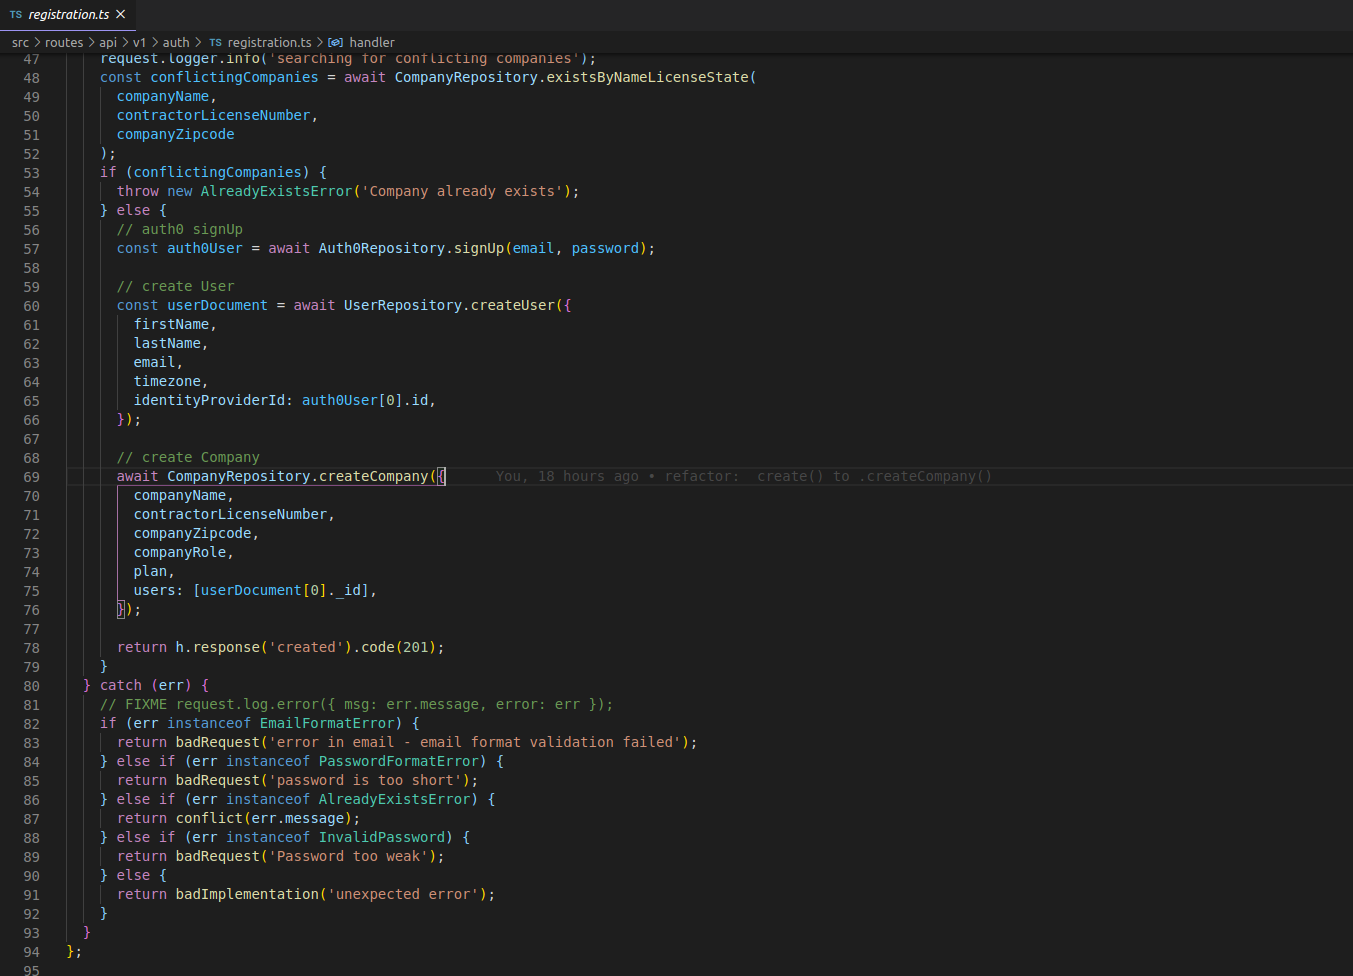 TS registration.ts ×
src > routes > api > v1 > auth > TS registration.ts > handler
47 request.logger.info('searching for conflicting companies');
48 const conflictingCompanies = await CompanyRepository.existsByNameLicenseState(
49 companyName,
50 contractorLicenseNumber,
51 companyZipcode
52 );
53 if (conflictingCompanies) {
54 throw new AlreadyExistsError('Company already exists');
55 } else {
56 // auth0 signUp
57 const auth0User = await Auth0Repository.signUp(email, password);
58
59 // create User
60 const userDocument = await UserRepository.createUser({
61 firstName,
62 lastName,
63 email,
64 timezone,
65 identityProviderId: auth0User[0].id,
66 });
67
68 // create Company
69 await CompanyRepository.createCompany({ You, 18 hours ago • refactor: create() to .createCompany()
70 companyName,
71 contractorLicenseNumber,
72 companyZipcode,
73 companyRole,
74 plan,
75 users: [userDocument[0]._id],
76 });
77
78 return h.response('created').code(201);
79 }
80 } catch (err) {
81 // FIXME request.log.error({ msg: err.message, error: err });
82 if (err instanceof EmailFormatError) {
83 return badRequest('error in email - email format validation failed');
84 } else if (err instanceof PasswordFormatError) {
85 return badRequest('password is too short');
86 } else if (err instanceof AlreadyExistsError) {
87 return conflict(err.message);
88 } else if (err instanceof InvalidPassword) {
89 return badRequest('Password too weak');
90 } else {
91 return badImplementation('unexpected error');
92 }
93 }
94 };
95